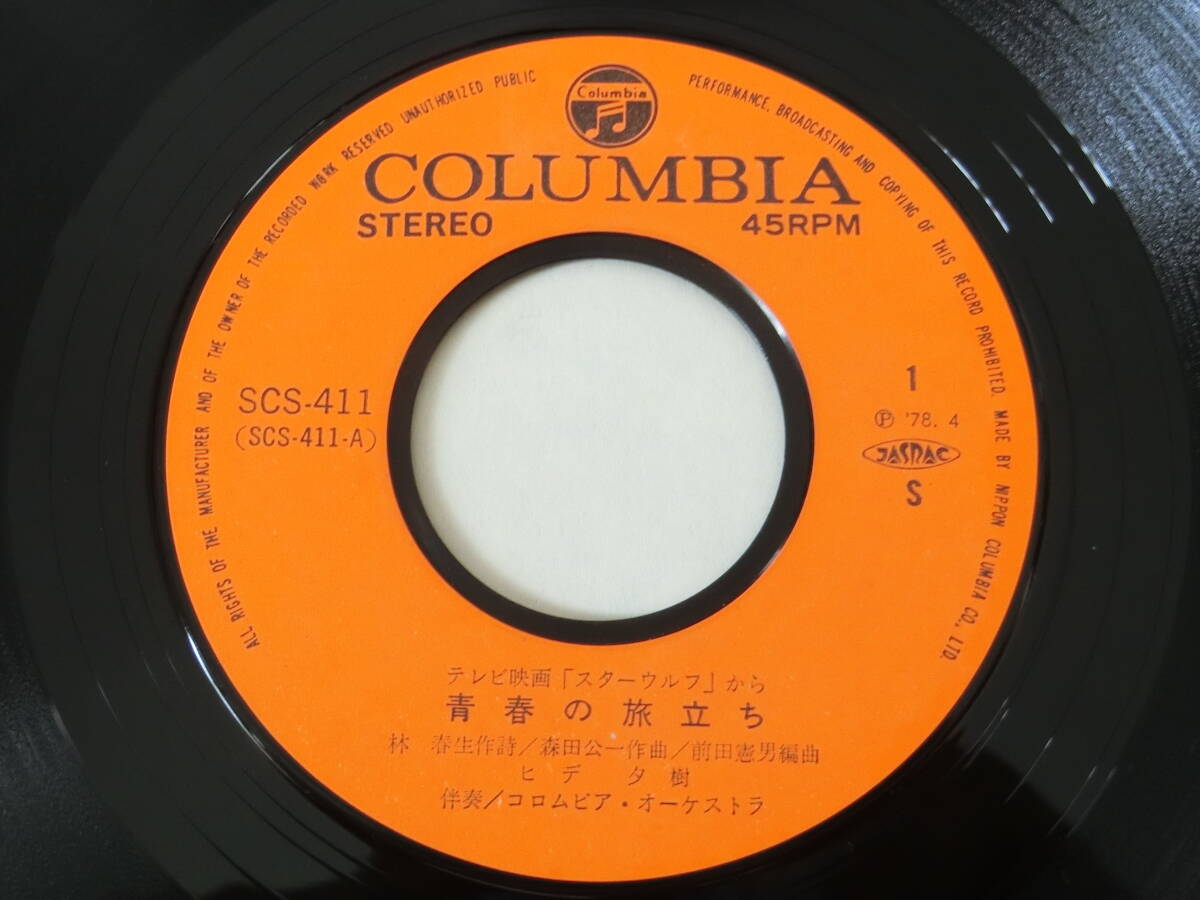 ALL RIGHTS OF THE MANUFACTURER AND OF THE OWNER OF THE RECORDED WORK RESERVED UNAUTHORIZED PUBLIC PERFORMANCE, BROADCASTING AND COPYING OF THIS RECORD PROHIBITED. MADE BY NIPPON COLUMBIA CO., LTD.
Columbia
COLUMBIA
STEREO 45RPM
SCS-411
(SCS-411-A)
1
Ⓟ '78. 4
JASRAC
S
テレビ映画「スターウルフ」から
青春の旅立ち
林 春生作詩/森田公一作曲/前田憲男編曲
ヒデ夕樹
伴奏/コロムビア・オーケストラ